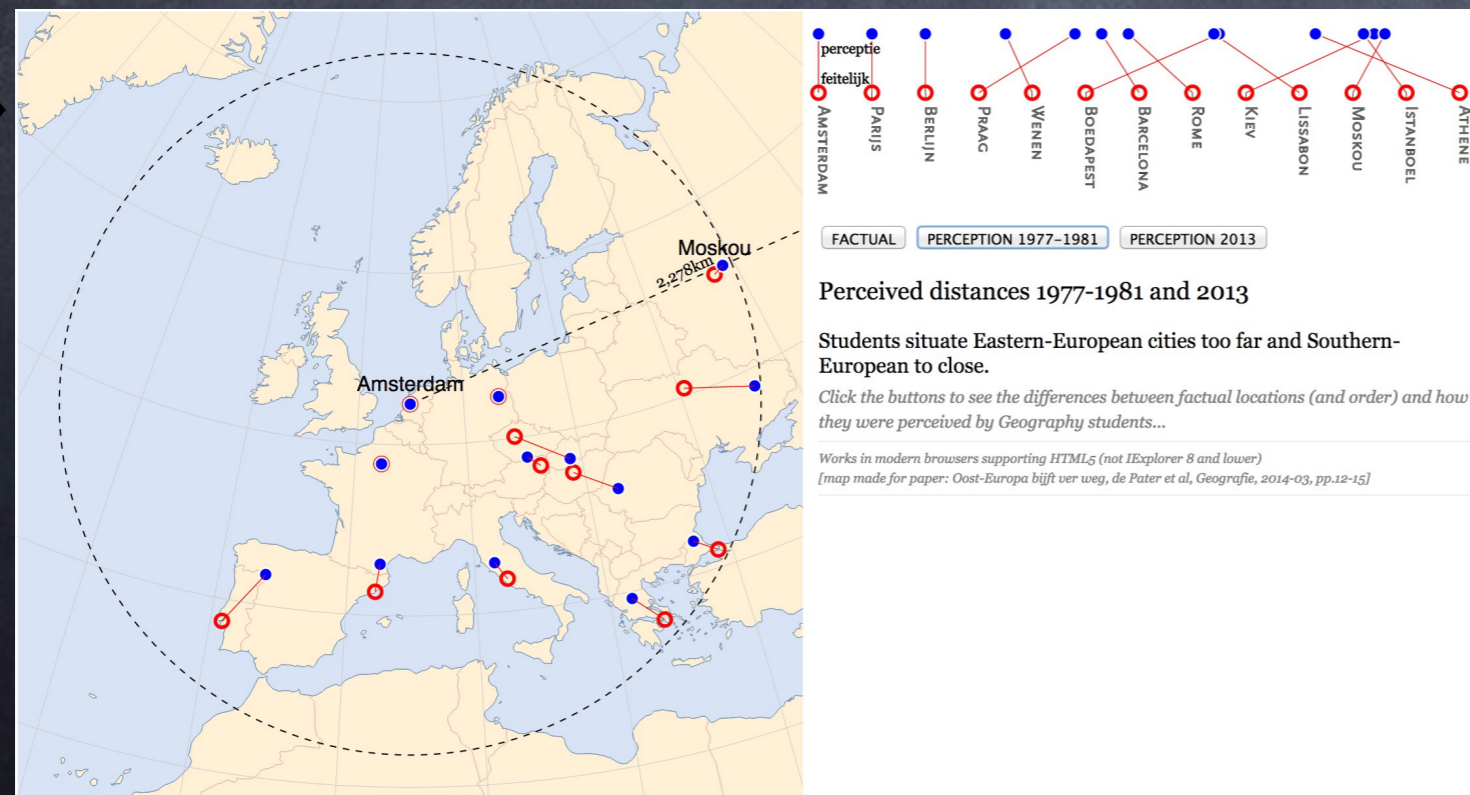 Moskou
2,278km
Amsterdam
perceptie
feitelijk
AMSTERDAM
PARIJS
BERLIJN
PRAAG
WENEN
BOEDAPEST
BARCELONA
ROME
KIEV
LISSABON
MOSKOU
ISTANBOEL
ATHENE
FACTUAL
PERCEPTION 1977-1981
PERCEPTION 2013
Perceived distances 1977-1981 and 2013
Students situate Eastern-European cities too far and Southern-
European to close.
Click the buttons to see the differences between factual locations (and order) and how
they were perceived by Geography students...
Works in modern browsers supporting HTML5 (not IExplorer 8 and lower)
[map made for paper: Oost-Europa bijft ver weg, de Pater et al, Geografie, 2014-03, pp.12-15]